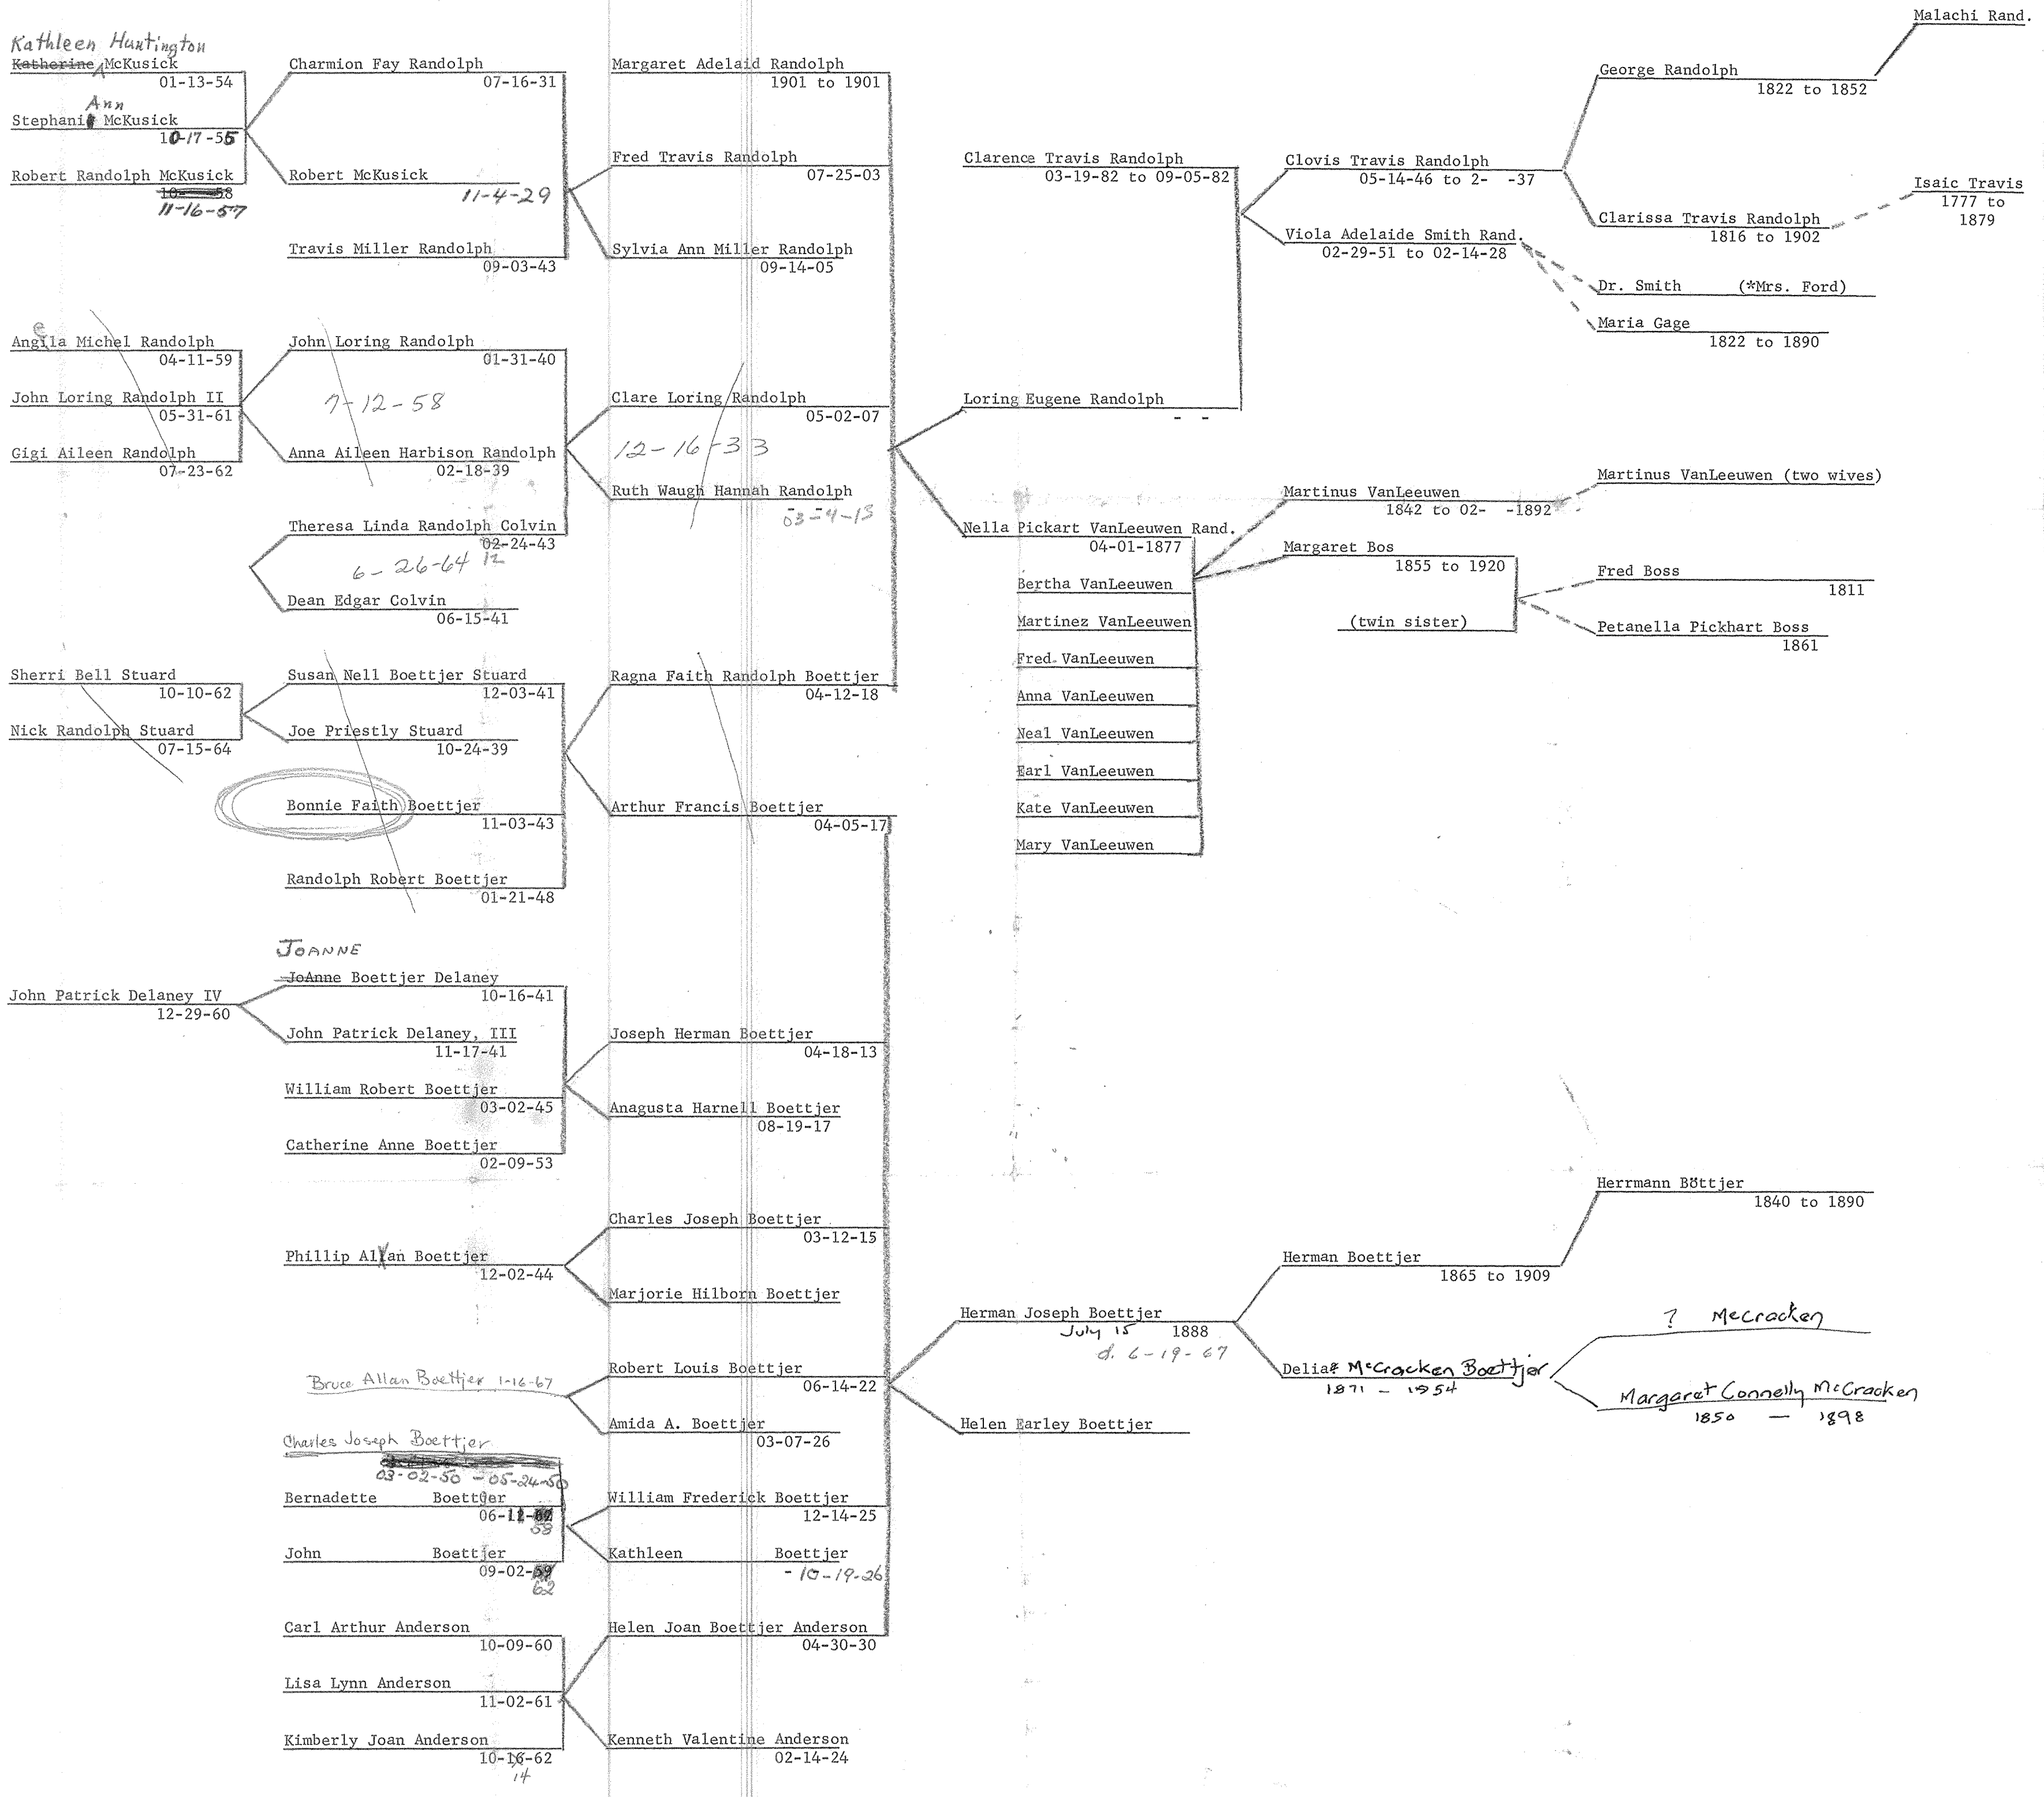 Kathleen Huntington
Katherine McKusick
01-13-54
Ann
Stephani McKusick
10-17-55
Robert Randolph McKusick
10- -58
11-16-57
Angila Michel Randolph
e
04-11-59
John Loring Randolph II
05-31-61
Gigi Aileen Randolph
07-23-62
Sherri Bell Stuard
10-10-62
Nick Randolph Stuard
07-15-64
John Patrick Delaney IV
12-29-60
Charmion Fay Randolph
07-16-31
Robert McKusick
11-4-29
Travis Miller Randolph
09-03-43
John Loring Randolph
01-31-40
7-12-58
Anna Aileen Harbison Randolph
02-18-39
Theresa Linda Randolph Colvin
02-24-43
12
6-26-64
Dean Edgar Colvin
06-15-41
Susan Nell Boettjer Stuard
12-03-41
Joe Priestly Stuard
10-24-39
Bonnie Faith Boettjer
11-03-43
Randolph Robert Boettjer
01-21-48
JOANNE
JoAnne Boettjer Delaney
10-16-41
John Patrick Delaney, III
11-17-41
William Robert Boettjer
03-02-45
Catherine Anne Boettjer
02-09-53
Phillip Allan Boettjer
12-02-44
Bruce Allan Boettjer 1-16-67
Charles Joseph Boettjer
03-02-50 - 05-24-50
Bernadette Boettjer
06-11-
58
John Boettjer
09-02-59
62
Carl Arthur Anderson
10-09-60
Lisa Lynn Anderson
11-02-61
Kimberly Joan Anderson
10-16-62
14
Margaret Adelaid Randolph
1901 to 1901
Fred Travis Randolph
07-25-03
Sylvia Ann Miller Randolph
09-14-05
Clare Loring Randolph
05-02-07
12-16-33
Ruth Waugh Hannah Randolph
03-4-13
Ragna Faith Randolph Boettjer
04-12-18
Arthur Francis Boettjer
04-05-17
Joseph Herman Boettjer
04-18-13
Anagusta Harnell Boettjer
08-19-17
Charles Joseph Boettjer
03-12-15
Marjorie Hilborn Boettjer
Robert Louis Boettjer
06-14-22
Amida A. Boettjer
03-07-26
William Frederick Boettjer
12-14-25
Kathleen Boettjer
- 10-19-26
Helen Joan Boettjer Anderson
04-30-30
Kenneth Valentine Anderson
02-14-24
Clarence Travis Randolph
03-19-82 to 09-05-82
Loring Eugene Randolph
- -
Nella Pickart VanLeeuwen Rand.
04-01-1877
Bertha VanLeeuwen
Martinez VanLeeuwen
Fred VanLeeuwen
Anna VanLeeuwen
Neal VanLeeuwen
Earl VanLeeuwen
Kate VanLeeuwen
Mary VanLeeuwen
Herman Joseph Boettjer
July 15 1888
d. 6-19-67
Helen Earley Boettjer
Clovis Travis Randolph
05-14-46 to 2- -37
Viola Adelaide Smith Rand.
02-29-51 to 02-14-28
Martinus VanLeeuwen
1842 to 02- -1892
Margaret Bos
1855 to 1920
(twin sister)
Herman Boettjer
1865 to 1909
Delia McCracken Boettjer
1871 - 1954
George Randolph
1822 to 1852
Clarissa Travis Randolph
1816 to 1902
Dr. Smith (*Mrs. Ford)
Maria Gage
1822 to 1890
Martinus VanLeeuwen (two wives)
Fred Boss
1811
Petanella Pickhart Boss
1861
Herrmann Böttjer
1840 to 1890
? McCracken
Margaret Connelly McCracken
1850 — 1898
Malachi Rand.
Isaic Travis
1777 to
1879